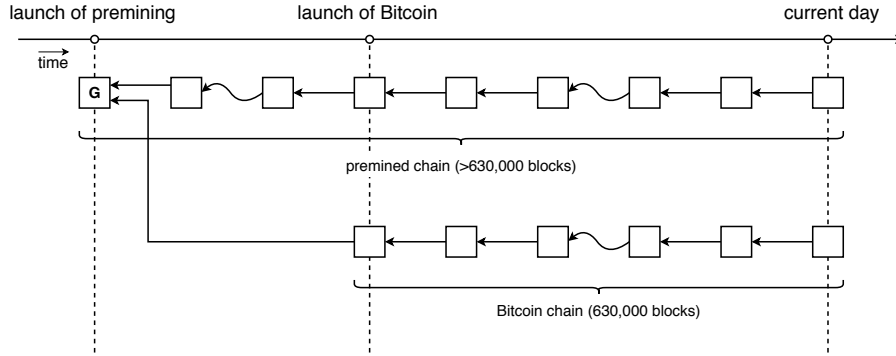 launch of premining
launch of Bitcoin
current day
time
G
premined chain (>630,000 blocks)
Bitcoin chain (630,000 blocks)